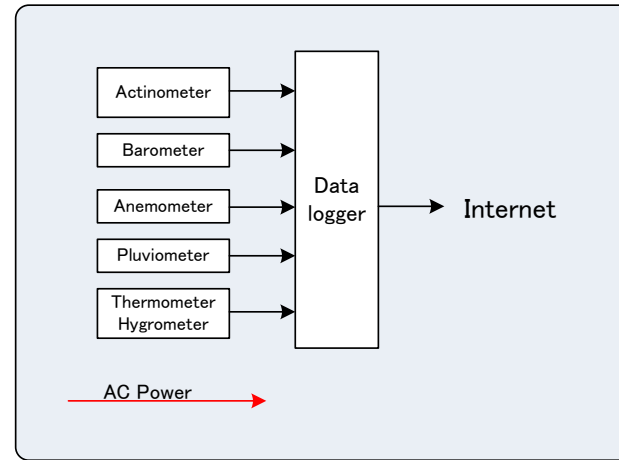 Actinometer
Barometer
Anemometer
Pluviometer
Thermometer
Hygrometer
Data
logger
Internet
AC Power